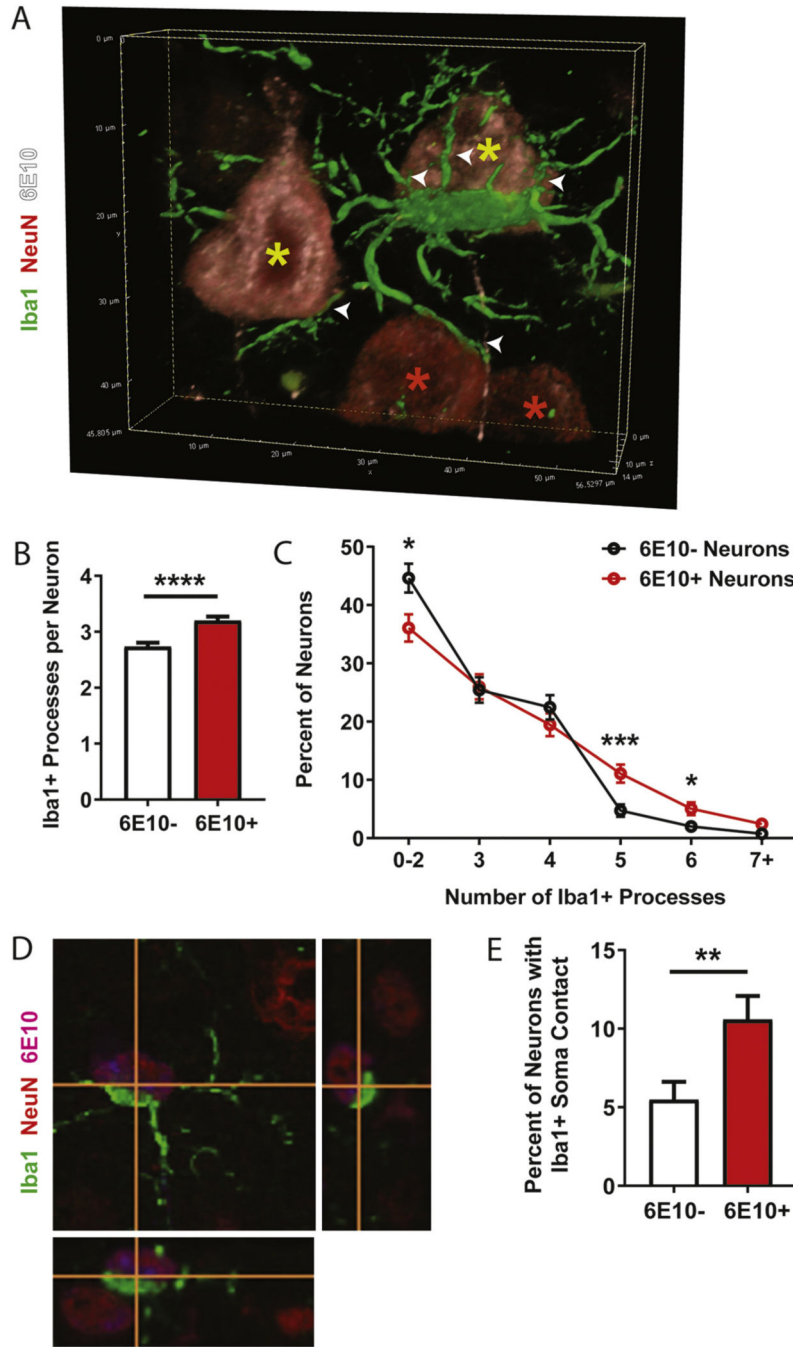 A
Iba1 NeuN 6E10
0 µm
10 µm
20 µm
y
30 µm
40 µm
45.805 µm
10 µm
20 µm
30 µm
x
40 µm
50 µm
56.5297 µm
0 µm
10 µm z
14 µm
*
*
*
*
B
Iba1+ Processes per Neuron
4
3
2
1
0
****
6E10-
6E10+
C
Percent of Neurons
50
40
30
20
10
0
*
***
*
6E10- Neurons
6E10+ Neurons
0-2 3 4 5 6 7+
Number of Iba1+ Processes
D
Iba1 NeuN 6E10
E
Percent of Neurons with
Iba1+ Soma Contact
15
10
5
0
**
6E10- 6E10+